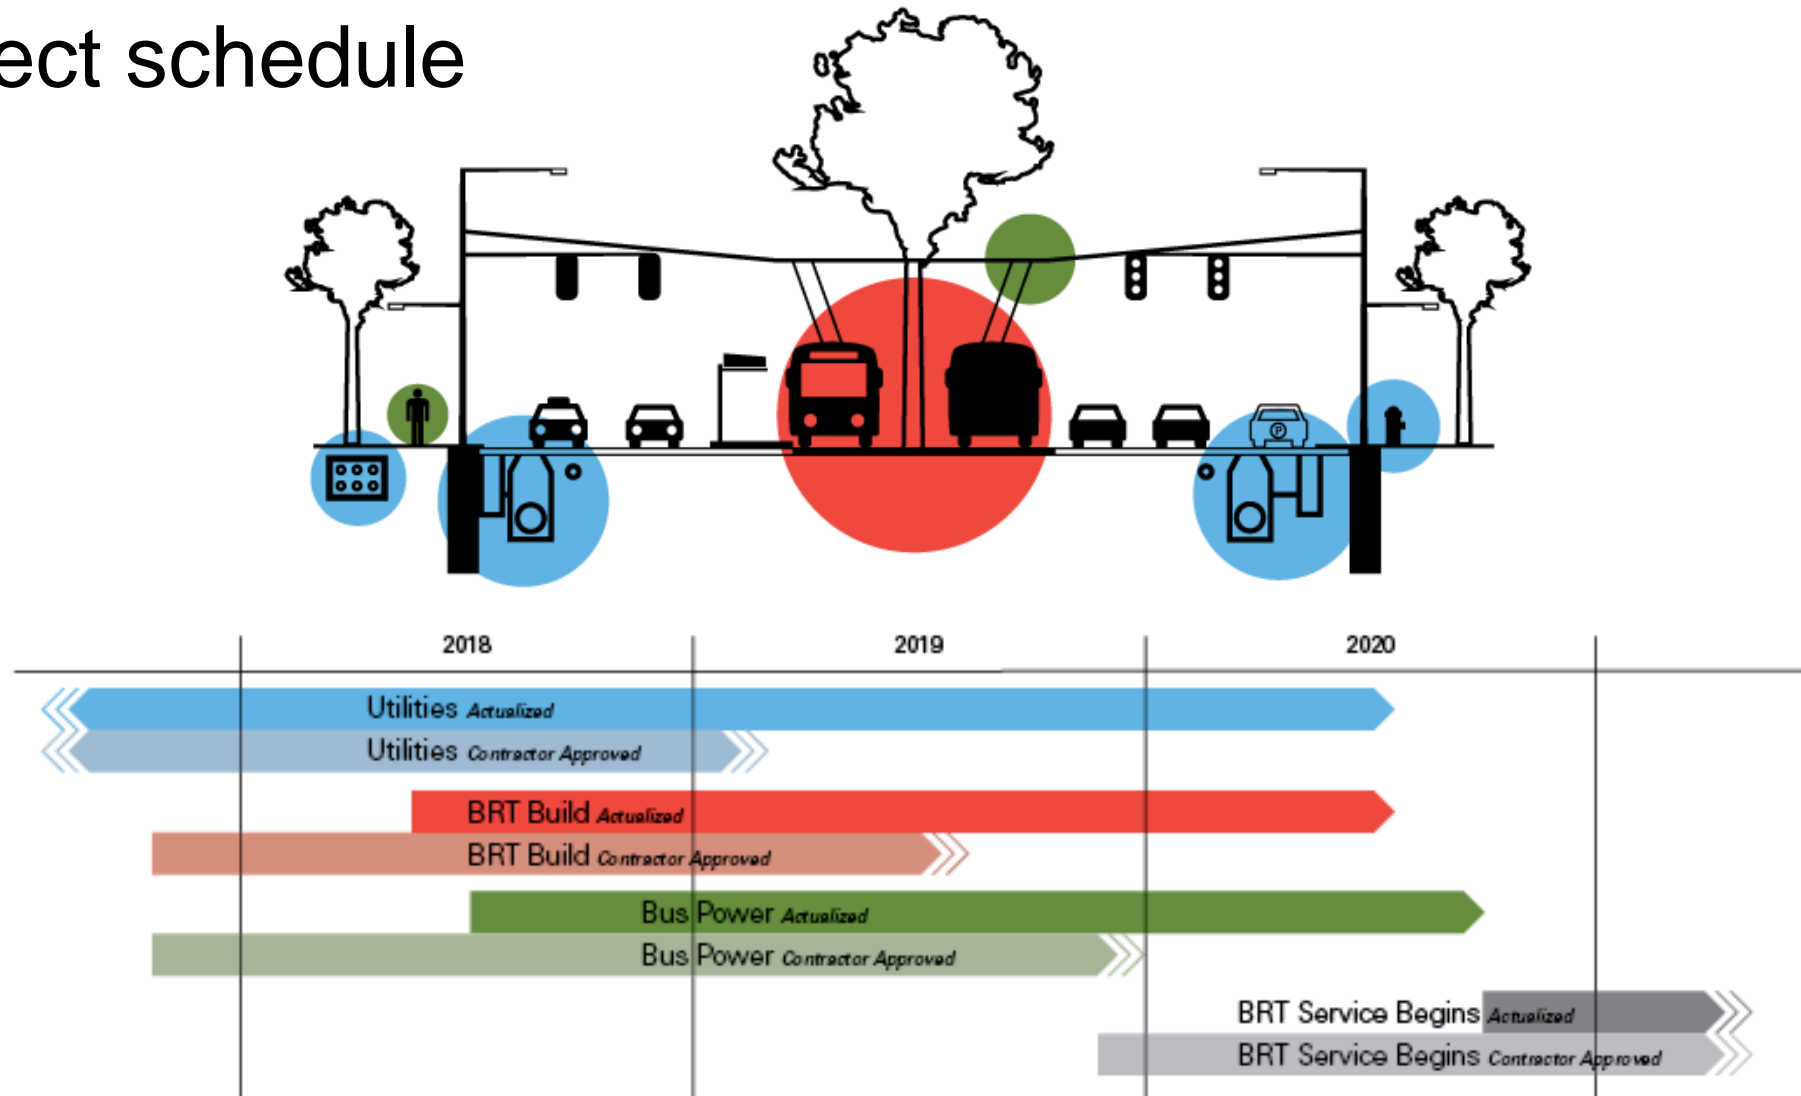 ect schedule
P
2018 2019 2020
Utilities Actualized
Utilities Contractor Approved
BRT Build Actualized
BRT Build Contractor Approved
Bus Power Actualized
Bus Power Contractor Approved
BRT Service Begins Actualized
BRT Service Begins Contractor Approved